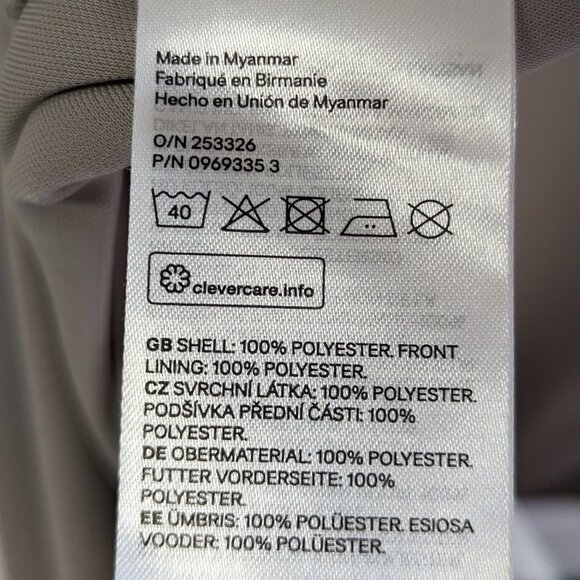 Made in Myanmar
Fabriqué en Birmanie
Hecho en Unión de Myanmar
O/N 253326
P/N 0969335 3
40
clevercare.info
GB SHELL: 100% POLYESTER. FRONT
LINING: 100% POLYESTER.
CZ SVRCHNÍ LÁTKA: 100% POLYESTER.
PODŠÍVKA PŘEDNÍ ČÁSTI: 100%
POLYESTER.
DE OBERMATERIAL: 100% POLYESTER.
FUTTER VORDERSEITE: 100%
POLYESTER.
EE ÜMBRIS: 100% POLÜESTER. ESIOSA
VOODER: 100% POLÜESTER.